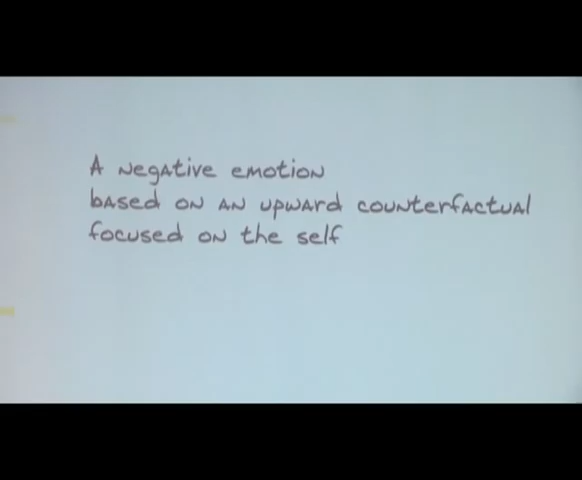 A negative emotion
based on an upward counterfactual
focused on the self